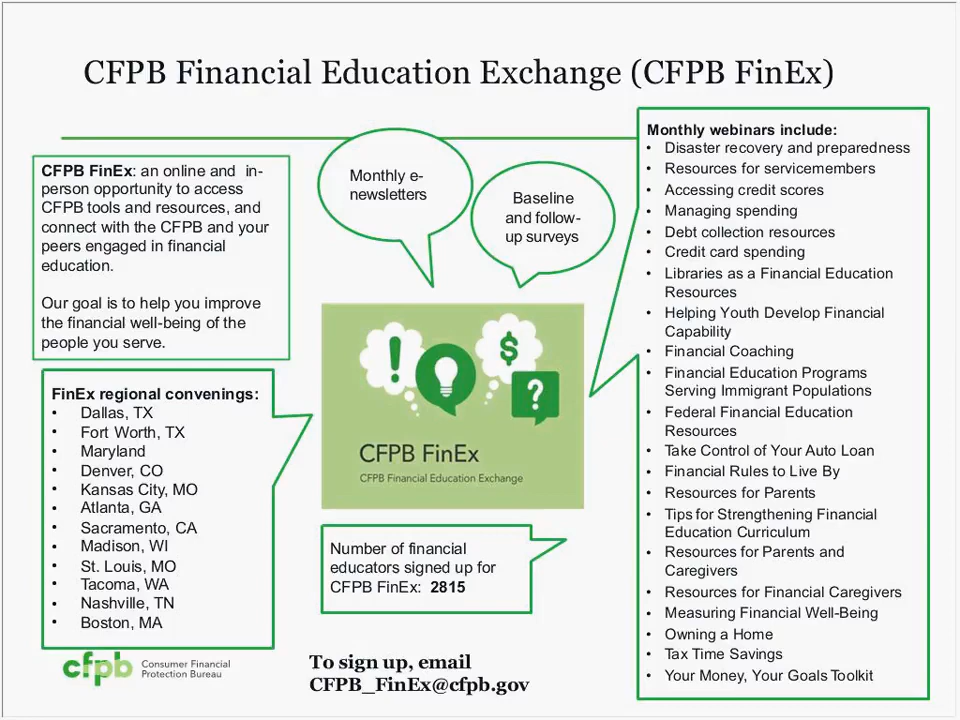 CFPB Financial Education Exchange (CFPB FinEx)
CFPB FinEx: an online and in-
person opportunity to access
CFPB tools and resources, and
connect with the CFPB and your
peers engaged in financial
education.
Our goal is to help you improve
the financial well-being of the
people you serve.
Monthly e-
newsletters
Baseline
and follow-
up surveys
FinEx regional convenings:
• Dallas, TX
• Fort Worth, TX
• Maryland
• Denver, CO
• Kansas City, MO
• Atlanta, GA
• Sacramento, CA
• Madison, WI
• St. Louis, MO
• Tacoma, WA
• Nashville, TN
• Boston, MA
! $ ?
CFPB FinEx
CFPB Financial Education Exchange
Number of financial
educators signed up for
CFPB FinEx: 2815
Monthly webinars include:
• Disaster recovery and preparedness
• Resources for servicemembers
• Accessing credit scores
• Managing spending
• Debt collection resources
• Credit card spending
• Libraries as a Financial Education
Resources
• Helping Youth Develop Financial
Capability
• Financial Coaching
• Financial Education Programs
Serving Immigrant Populations
• Federal Financial Education
Resources
• Take Control of Your Auto Loan
• Financial Rules to Live By
• Resources for Parents
• Tips for Strengthening Financial
Education Curriculum
• Resources for Parents and
Caregivers
• Resources for Financial Caregivers
• Measuring Financial Well-Being
• Owning a Home
• Tax Time Savings
• Your Money, Your Goals Toolkit
cfpb Consumer Financial
Protection Bureau
To sign up, email
CFPB_FinEx@cfpb.gov